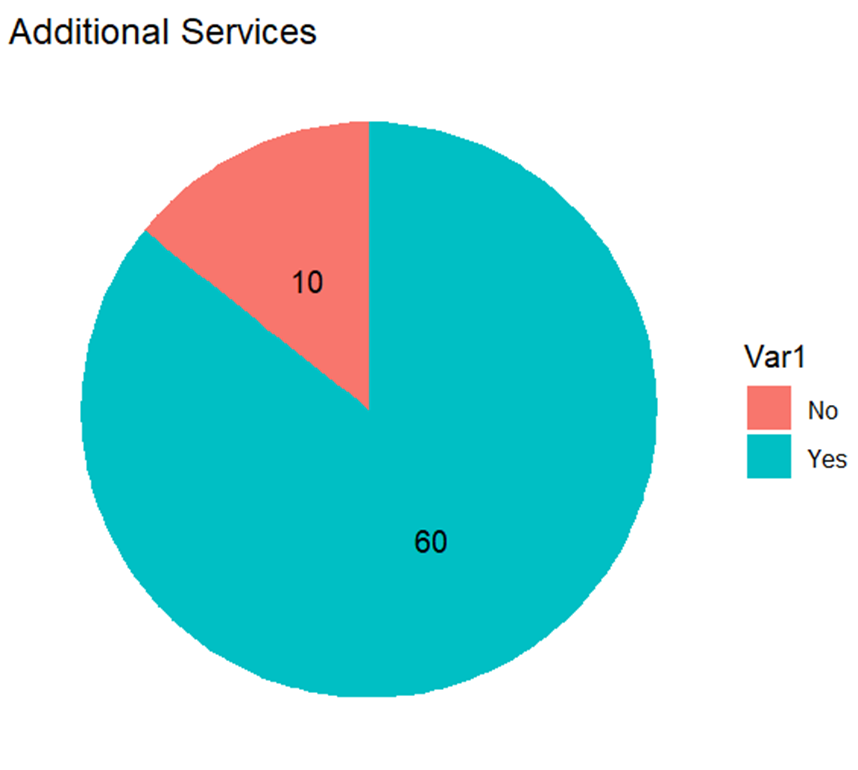 Additional Services
10
60
Var1
No
Yes